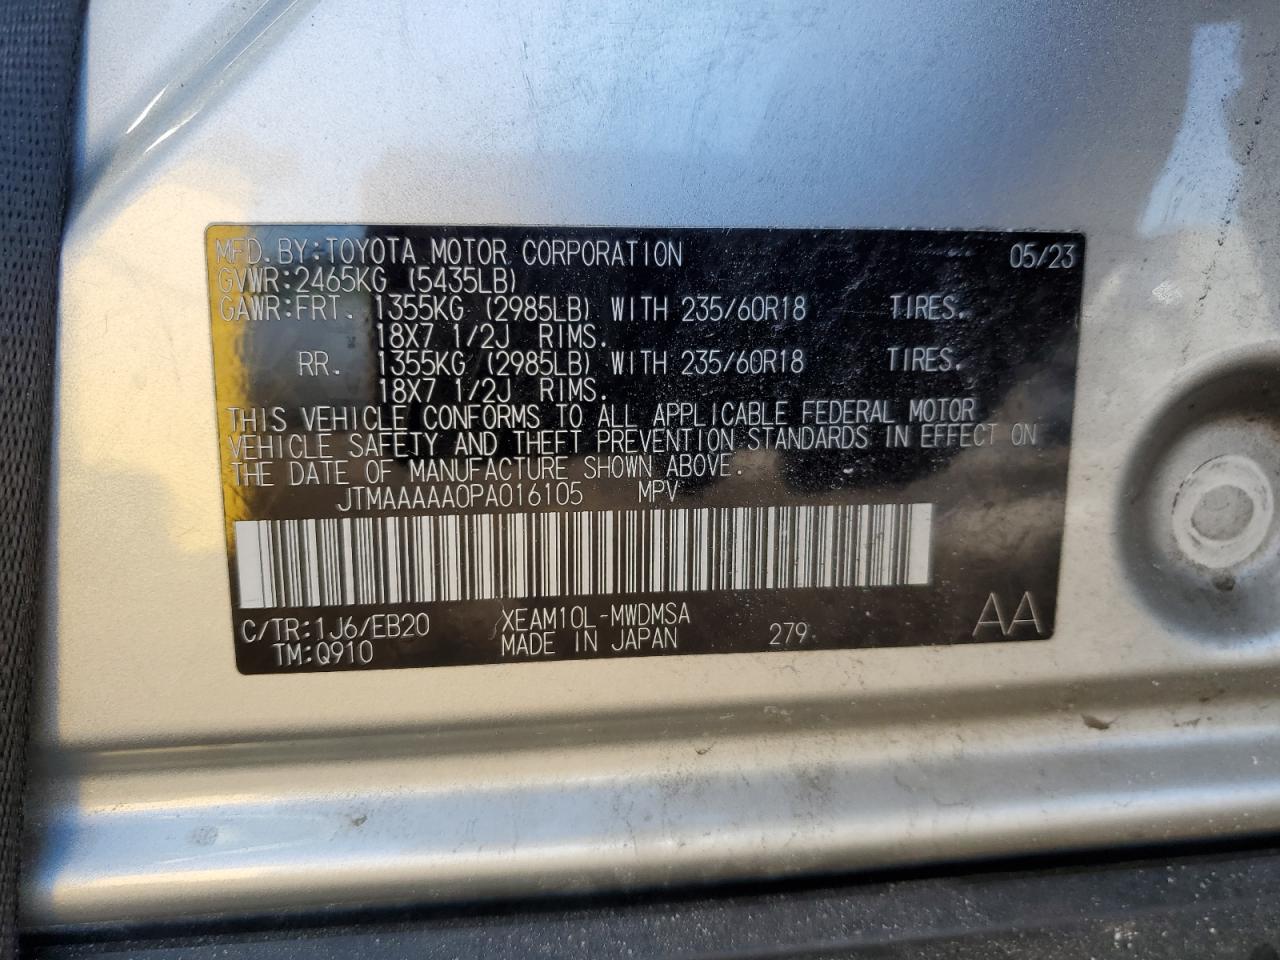 MFD. BY:TOYOTA MOTOR CORPORATION 05/23
GVWR:2465KG (5435LB)
GAWR:FRT. 1355KG (2985LB) WITH 235/60R18 TIRES.
18X7 1/2J RIMS.
RR. 1355KG (2985LB) WITH 235/60R18 TIRES.
18X7 1/2J RIMS.
THIS VEHICLE CONFORMS TO ALL APPLICABLE FEDERAL MOTOR
VEHICLE SAFETY AND THEFT PREVENTION STANDARDS IN EFFECT ON
THE DATE OF MANUFACTURE SHOWN ABOVE.
JTMAAAAA0PA016105 MPV
C/TR:1J6/EB20 XEAM10L-MWDMSA
TM:Q910 MADE IN JAPAN 279 AA